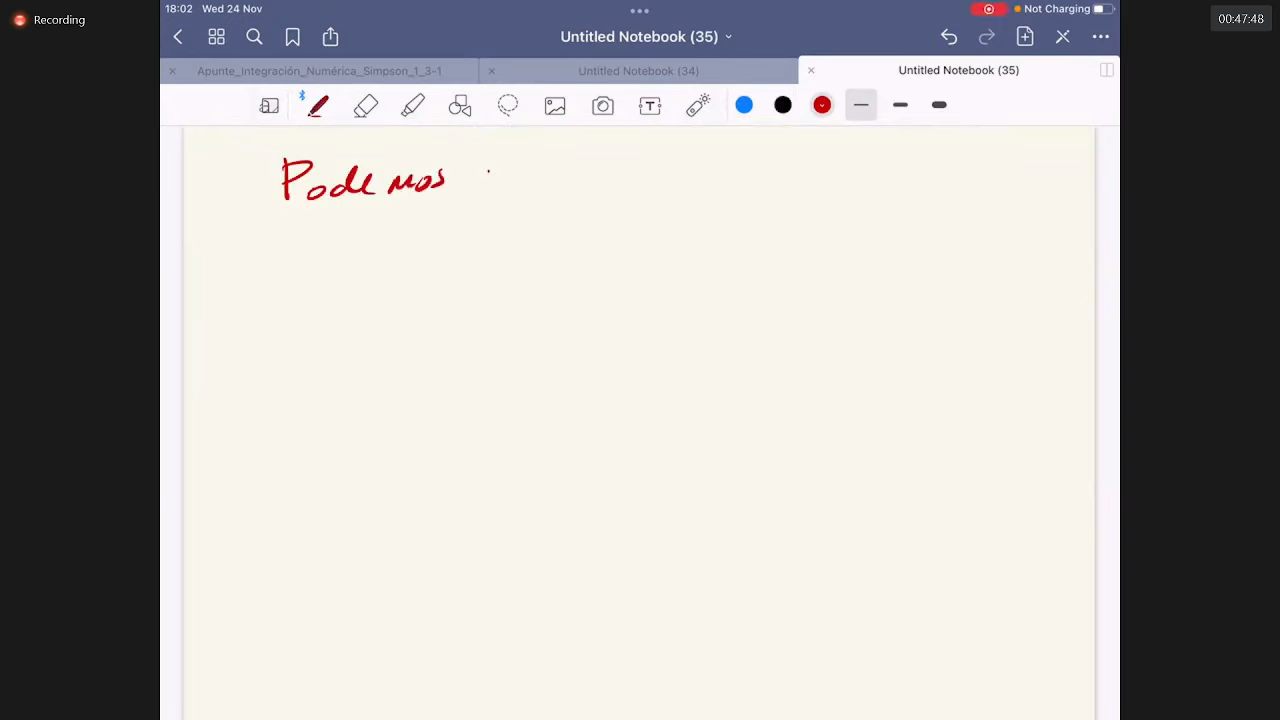 Recording
00:47:48
18:02 Wed 24 Nov
Not Charging
Untitled Notebook (35)
Apunte_Integración_Numérica_Simpson_1_3-1
Untitled Notebook (34)
Untitled Notebook (35)
T
Podemos